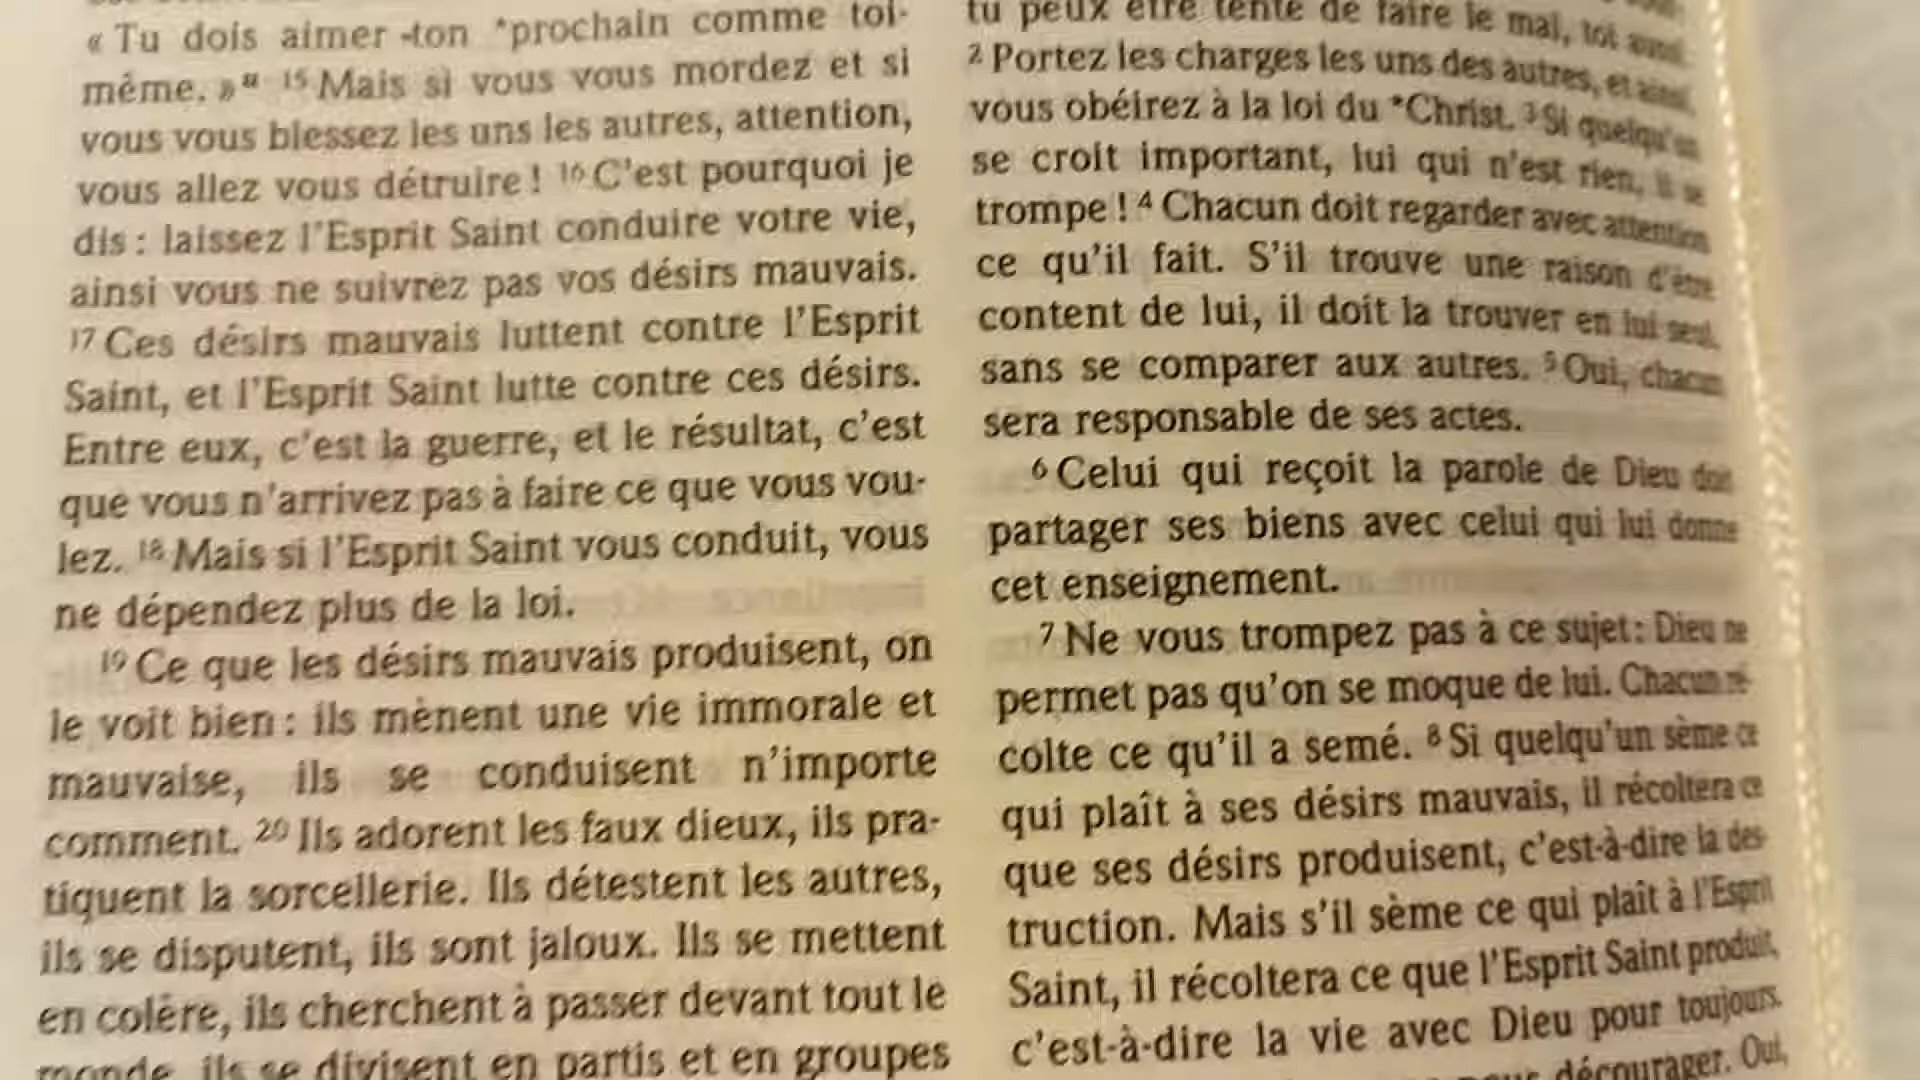 « Tu dois aimer ton *prochain comme toi-
même. »u 15 Mais si vous vous mordez et si
vous vous blessez les uns les autres, attention,
vous allez vous détruire ! 16 C'est pourquoi je
dis : laissez l'Esprit Saint conduire votre vie,
ainsi vous ne suivrez pas vos désirs mauvais.
17 Ces désirs mauvais luttent contre l'Esprit
Saint, et l'Esprit Saint lutte contre ces désirs.
Entre eux, c'est la guerre, et le résultat, c'est
que vous n'arrivez pas à faire ce que vous vou-
lez. 18 Mais si l'Esprit Saint vous conduit, vous
ne dépendez plus de la loi.
19 Ce que les désirs mauvais produisent, on
le voit bien : ils mènent une vie immorale et
mauvaise, ils se conduisent n'importe
comment. 20 Ils adorent les faux dieux, ils pra-
tiquent la sorcellerie. Ils détestent les autres,
ils se disputent, ils sont jaloux. Ils se mettent
en colère, ils cherchent à passer devant tout le
monde, ils se divisent en partis et en groupes
tu peux être tenté de faire le mal, toi aussi.
2 Portez les charges les uns des autres, et ainsi,
vous obéirez à la loi du *Christ. 3 Si quelqu'un
se croit important, lui qui n'est rien, il se
trompe ! 4 Chacun doit regarder avec attention
ce qu'il fait. S'il trouve une raison d'être
content de lui, il doit la trouver en lui seul,
sans se comparer aux autres. 5 Oui, chacun
sera responsable de ses actes.
6 Celui qui reçoit la parole de Dieu doit
partager ses biens avec celui qui lui donne
cet enseignement.
7 Ne vous trompez pas à ce sujet : Dieu ne
permet pas qu'on se moque de lui. Chacun ré-
colte ce qu'il a semé. 8 Si quelqu'un sème ce
qui plaît à ses désirs mauvais, il récoltera ce
que ses désirs produisent, c'est-à-dire la des-
truction. Mais s'il sème ce qui plaît à l'Esprit
Saint, il récoltera ce que l'Esprit Saint produit,
c'est-à-dire la vie avec Dieu pour toujours.
décourager. Oui,